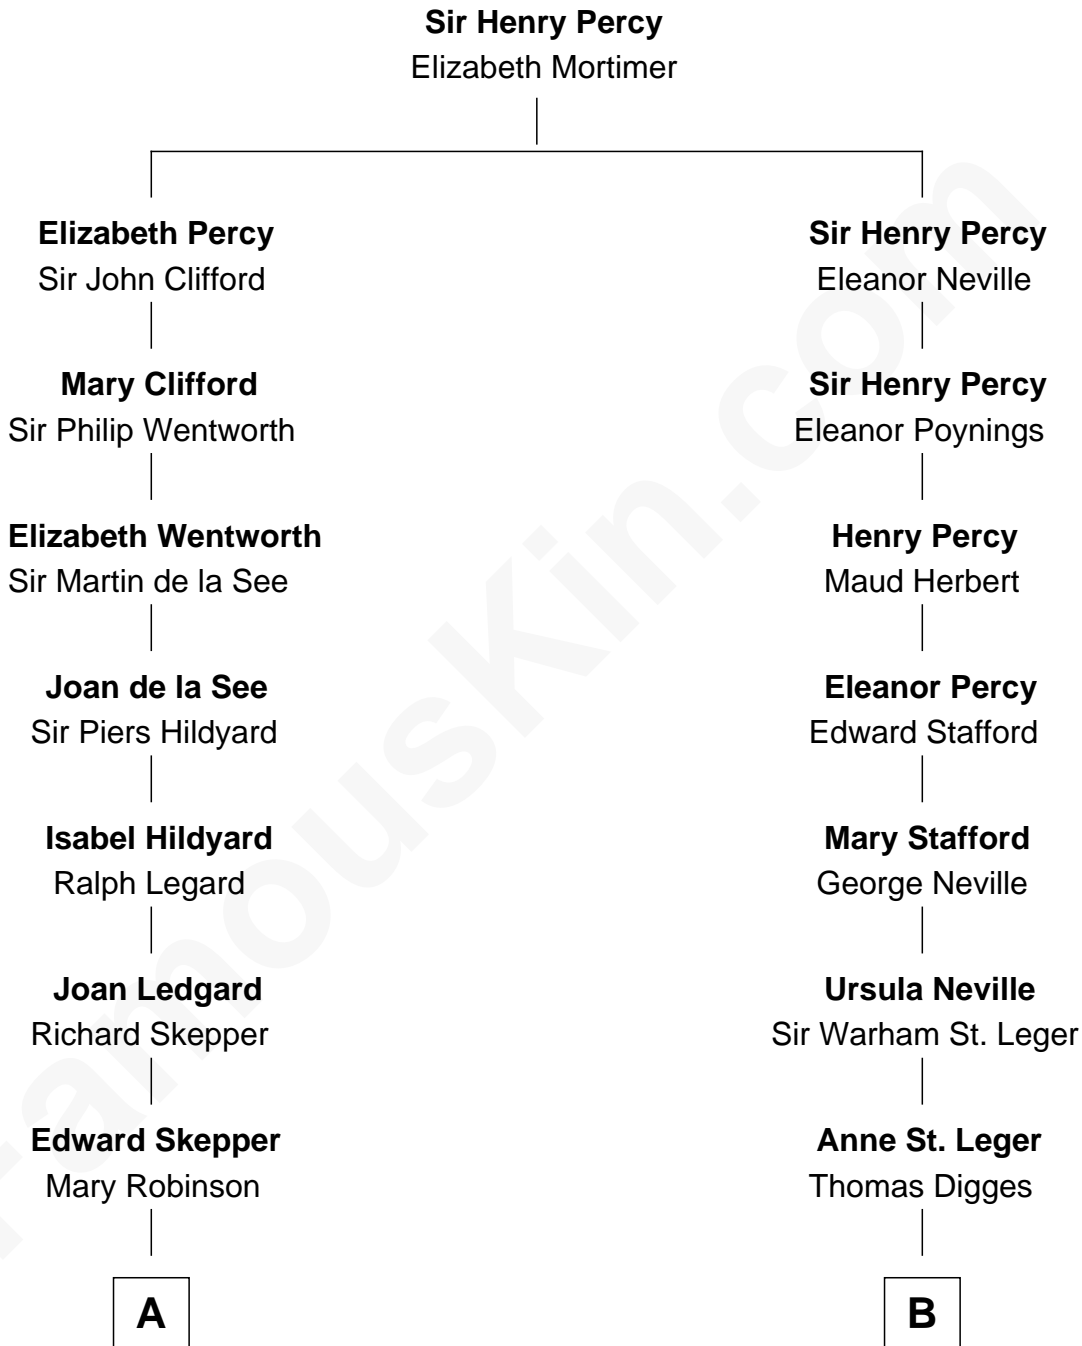 Sir Henry Percy
Elizabeth Mortimer
Elizabeth Percy
Sir John Clifford
Sir Henry Percy
Eleanor Neville
Mary Clifford
Sir Philip Wentworth
Sir Henry Percy
Eleanor Poynings
Elizabeth Wentworth
Sir Martin de la See
Henry Percy
Maud Herbert
Joan de la See
Sir Piers Hildyard
Eleanor Percy
Edward Stafford
Isabel Hildyard
Ralph Legard
Mary Stafford
George Neville
Joan Ledgard
Richard Skepper
Ursula Neville
Sir Warham St. Leger
Edward Skepper
Mary Robinson
Anne St. Leger
Thomas Digges
A
B
FamousKin.com